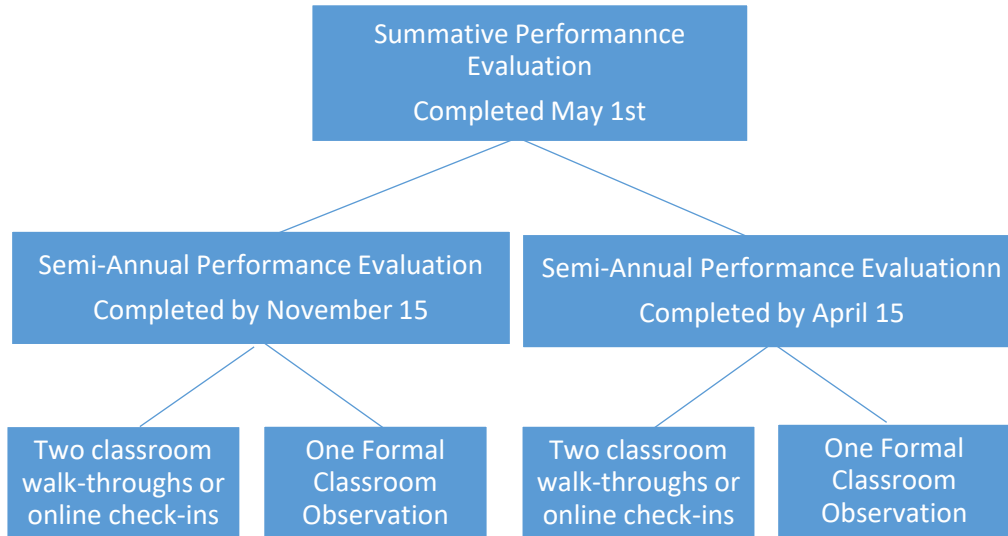 Summative Performannce
Evaluation
Completed May 1st
Semi-Annual Performance Evaluation
Completed by November 15
Semi-Annual Performance Evaluationn
Completed by April 15
Two classroom
walk-throughs or
online check-ins
One Formal
Classroom
Observation
Two classroom
walk-throughs or
online check-ins
One Formal
Classroom
Observation